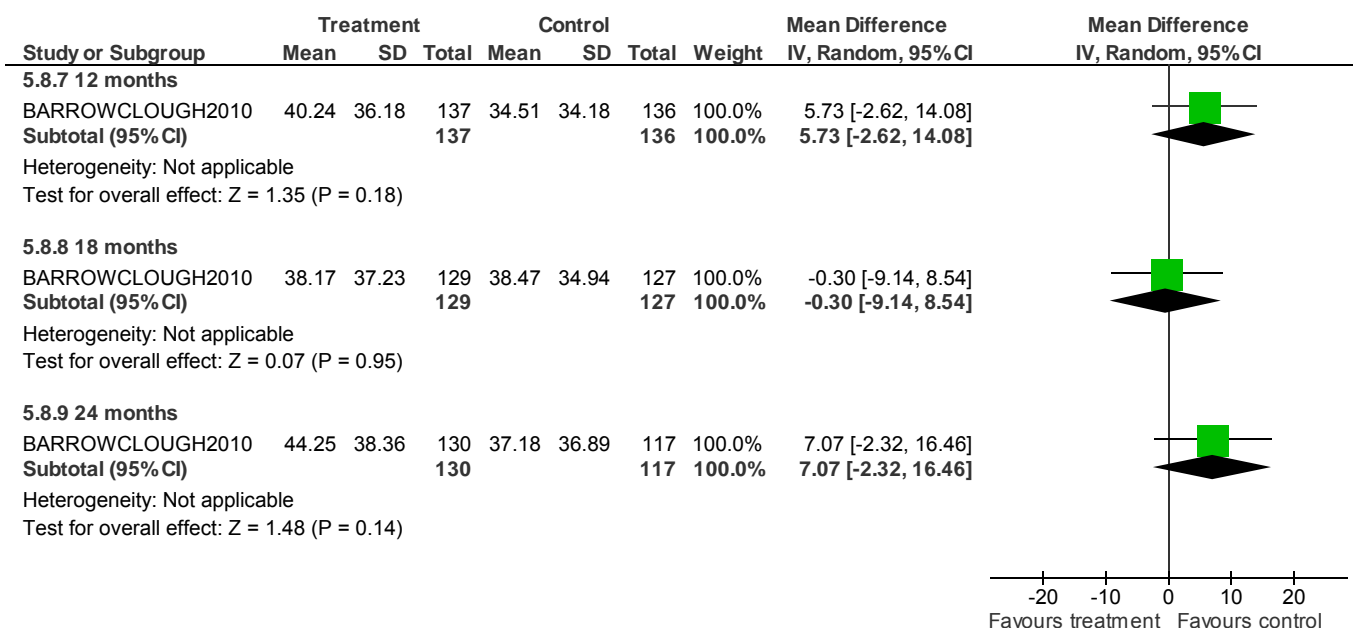 Treatment Control Mean Difference Mean Difference
Study or Subgroup Mean SD Total Mean SD Total Weight IV, Random, 95% CI IV, Random, 95% CI
5.8.7 12 months
BARROWCLOUGH2010 40.24 36.18 137 34.51 34.18 136 100.0% 5.73 [-2.62, 14.08]
Subtotal (95% CI) 137 136 100.0% 5.73 [-2.62, 14.08]
Heterogeneity: Not applicable
Test for overall effect: Z = 1.35 (P = 0.18)
5.8.8 18 months
BARROWCLOUGH2010 38.17 37.23 129 38.47 34.94 127 100.0% -0.30 [-9.14, 8.54]
Subtotal (95% CI) 129 127 100.0% -0.30 [-9.14, 8.54]
Heterogeneity: Not applicable
Test for overall effect: Z = 0.07 (P = 0.95)
5.8.9 24 months
BARROWCLOUGH2010 44.25 38.36 130 37.18 36.89 117 100.0% 7.07 [-2.32, 16.46]
Subtotal (95% CI) 130 117 100.0% 7.07 [-2.32, 16.46]
Heterogeneity: Not applicable
Test for overall effect: Z = 1.48 (P = 0.14)
-20 -10 0 10 20
Favours treatment Favours control